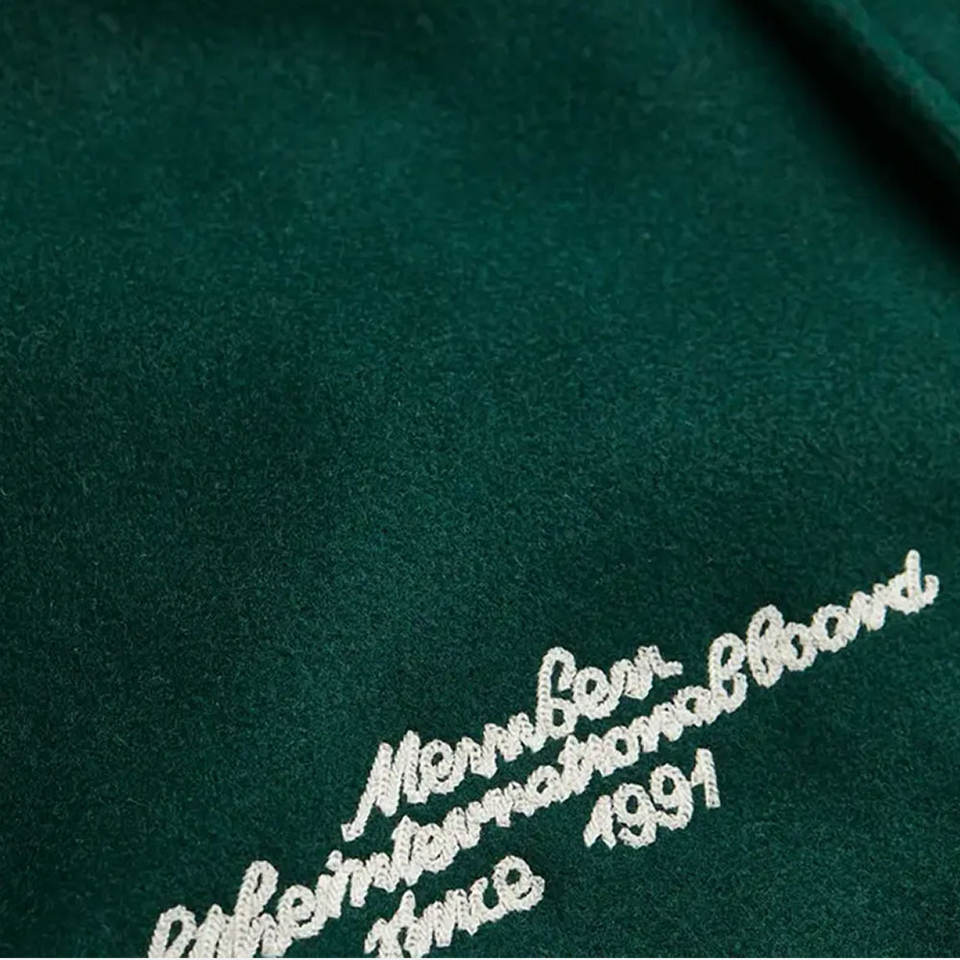 Member
the international board
since 1991